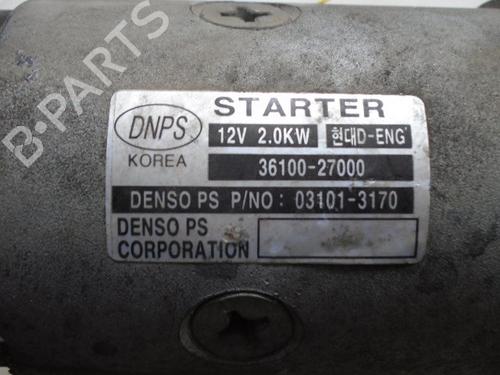 STARTER
DNPS
12V 2.0KW 현대D-ENG
KOREA
36100-27000
DENSO PS P/NO: 03101-3170
DENSO PS
CORPORATION
B-PARTS